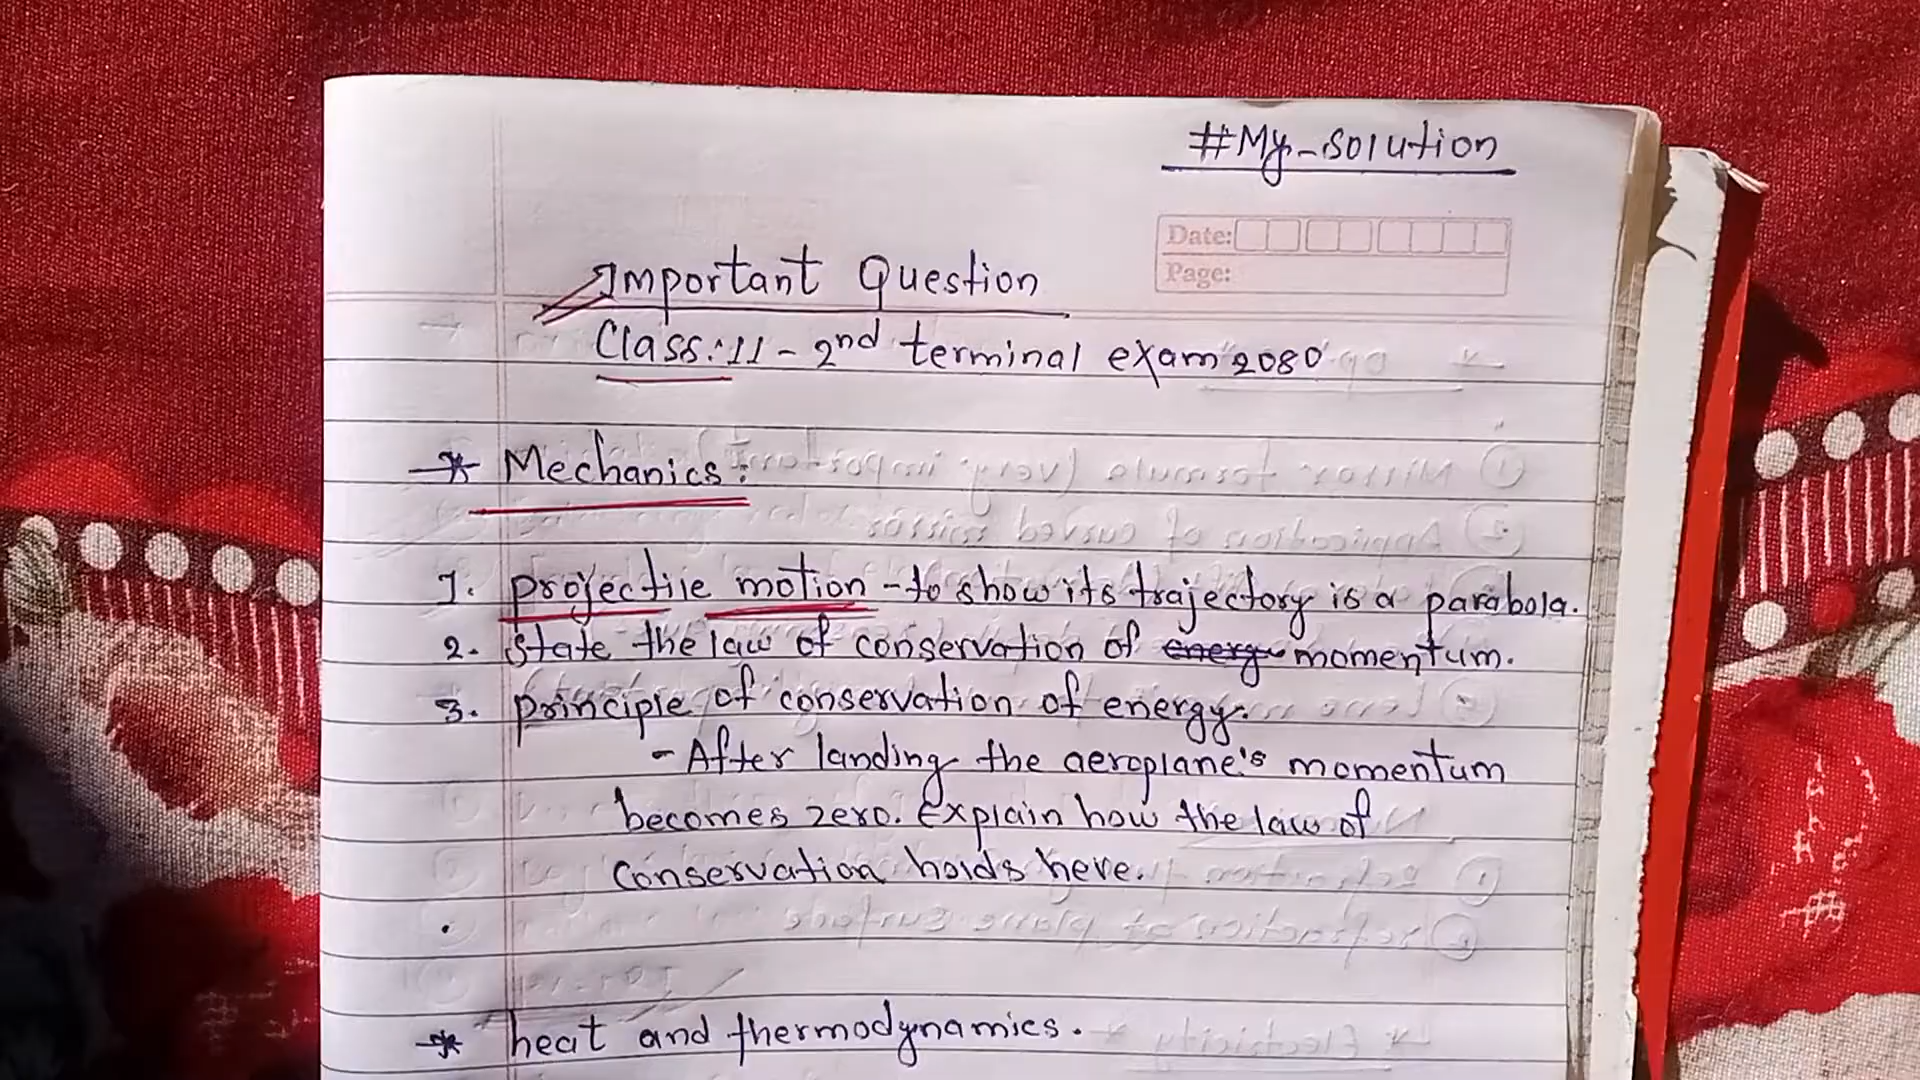 #My-solution
Date:
Page:
Important Question
Class:11 - 2nd terminal exam 2080
* Mechanics:
1. projectile motion - to show its trajectory is a parabola.
2. state the law of conservation of energy momentum.
3. principle of conservation of energy.
- After landing the aeroplane's momentum
becomes zero. Explain how the law of
conservation holds here.
* heat and thermodynamics.